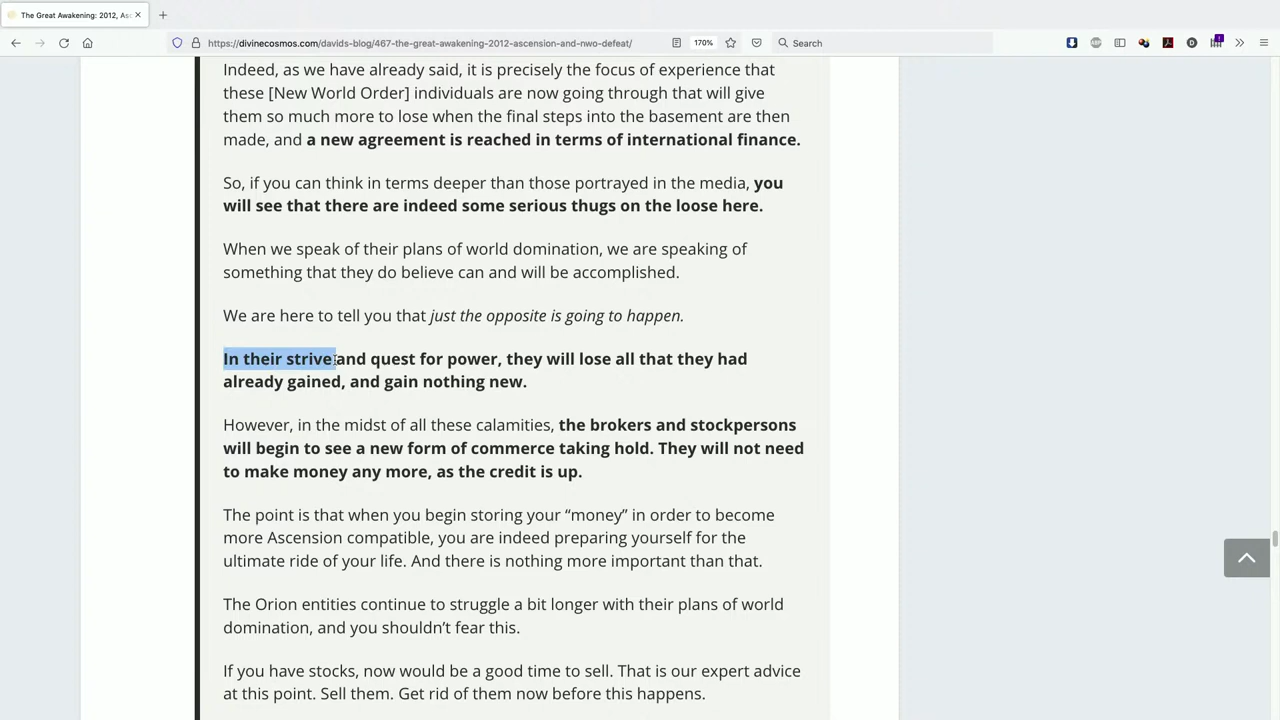 The Great Awakening: 2012, As
https://divinecosmos.com/davids-blog/467-the-great-awakening-2012-ascension-and-nwo-defeat/
170%
Search
Indeed, as we have already said, it is precisely the focus of experience that
these [New World Order] individuals are now going through that will give
them so much more to lose when the final steps into the basement are then
made, and a new agreement is reached in terms of international finance.
So, if you can think in terms deeper than those portrayed in the media, you
will see that there are indeed some serious thugs on the loose here.
When we speak of their plans of world domination, we are speaking of
something that they do believe can and will be accomplished.
We are here to tell you that just the opposite is going to happen.
In their strive and quest for power, they will lose all that they had
already gained, and gain nothing new.
However, in the midst of all these calamities, the brokers and stockpersons
will begin to see a new form of commerce taking hold. They will not need
to make money any more, as the credit is up.
The point is that when you begin storing your “money” in order to become
more Ascension compatible, you are indeed preparing yourself for the
ultimate ride of your life. And there is nothing more important than that.
The Orion entities continue to struggle a bit longer with their plans of world
domination, and you shouldn’t fear this.
If you have stocks, now would be a good time to sell. That is our expert advice
at this point. Sell them. Get rid of them now before this happens.